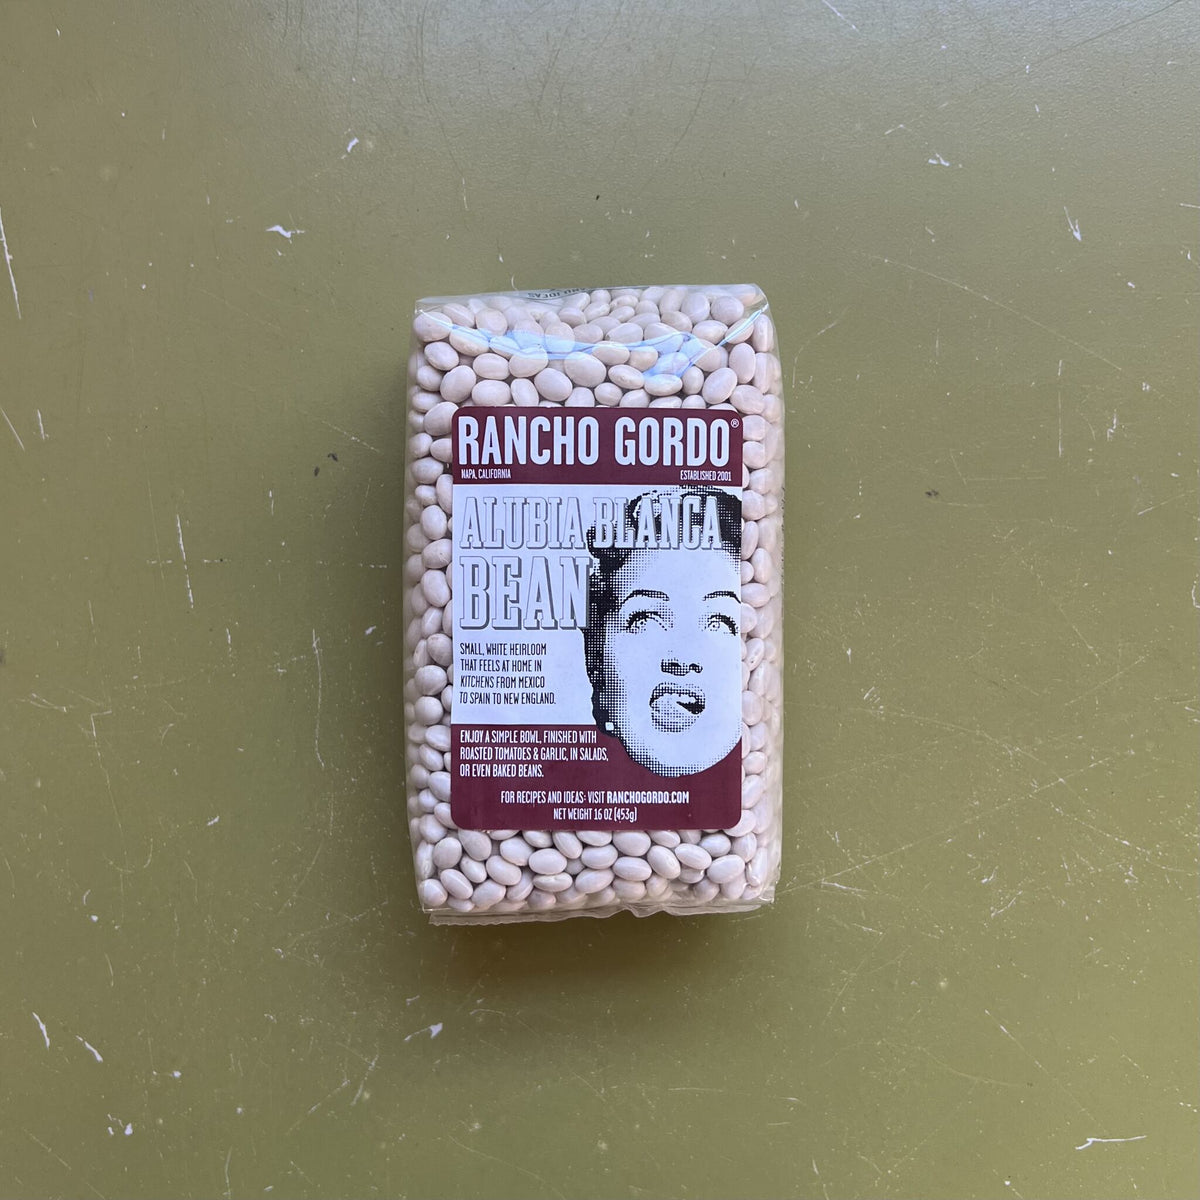 AND IDEAS
RANCHO GORDO®
NAPA, CALIFORNIA ESTABLISHED 2001
ALUBIA BLANCA
BEAN
SMALL, WHITE HEIRLOOM
THAT FEELS AT HOME IN
KITCHENS FROM MEXICO
TO SPAIN TO NEW ENGLAND.
ENJOY A SIMPLE BOWL, FINISHED WITH
ROASTED TOMATOES & GARLIC, IN SALADS,
OR EVEN BAKED BEANS.
FOR RECIPES AND IDEAS: VISIT RANCHOGORDO.COM
NET WEIGHT 16 OZ (453g)